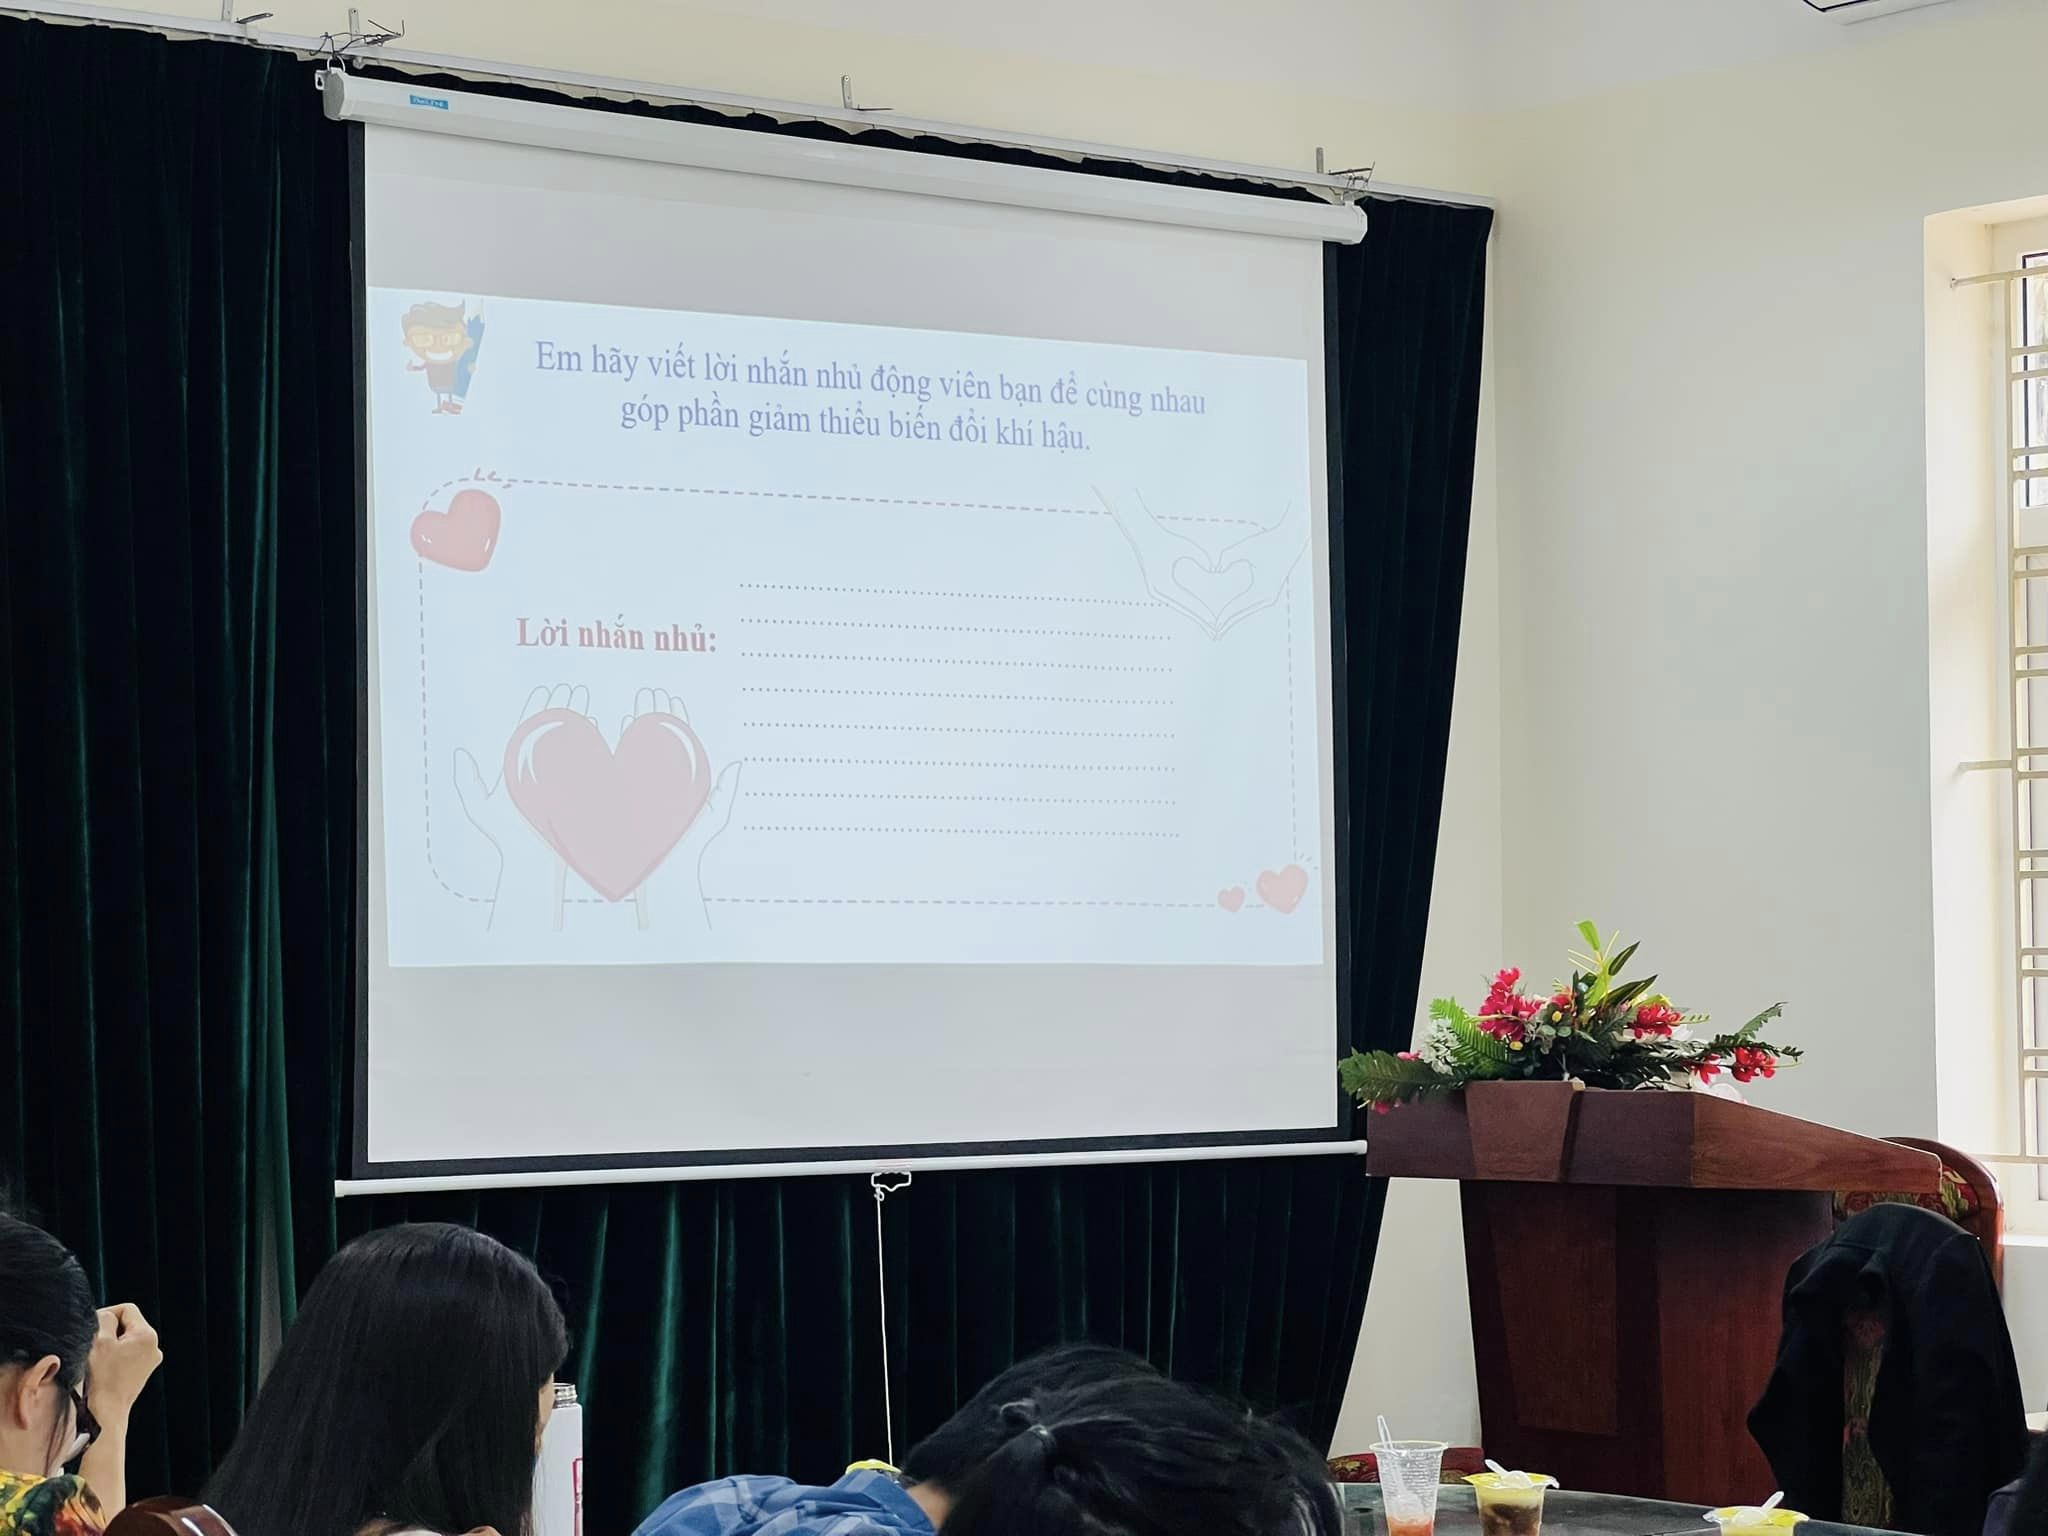 Em hãy viết lời nhắn nhủ động viên bạn để cùng nhau
góp phần giảm thiểu biến đổi khí hậu.
Lời nhắn nhủ: